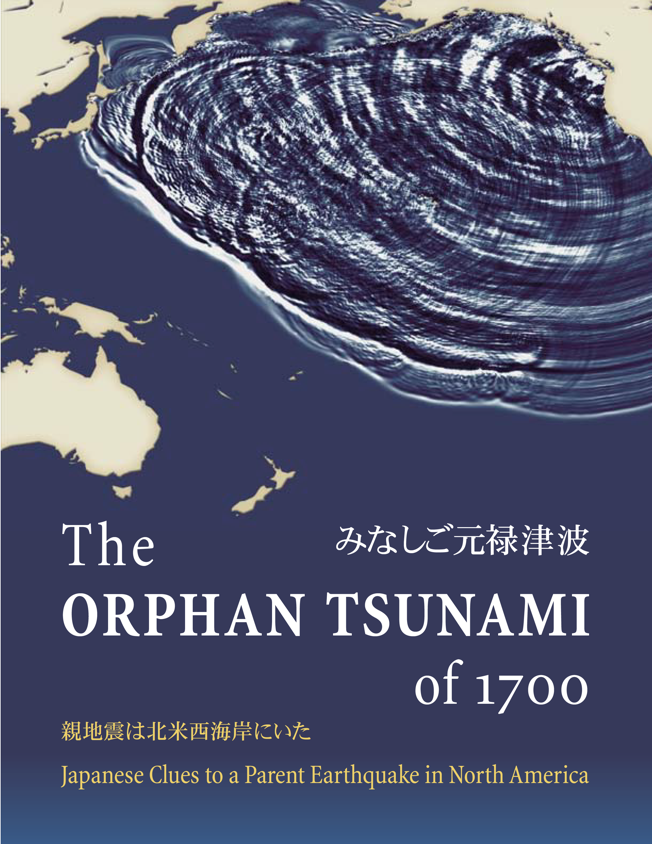 The
みなしご元禄津波
ORPHAN TSUNAMI
of 1700
親地震は北米西海岸にいた
Japanese Clues to a Parent Earthquake in North America